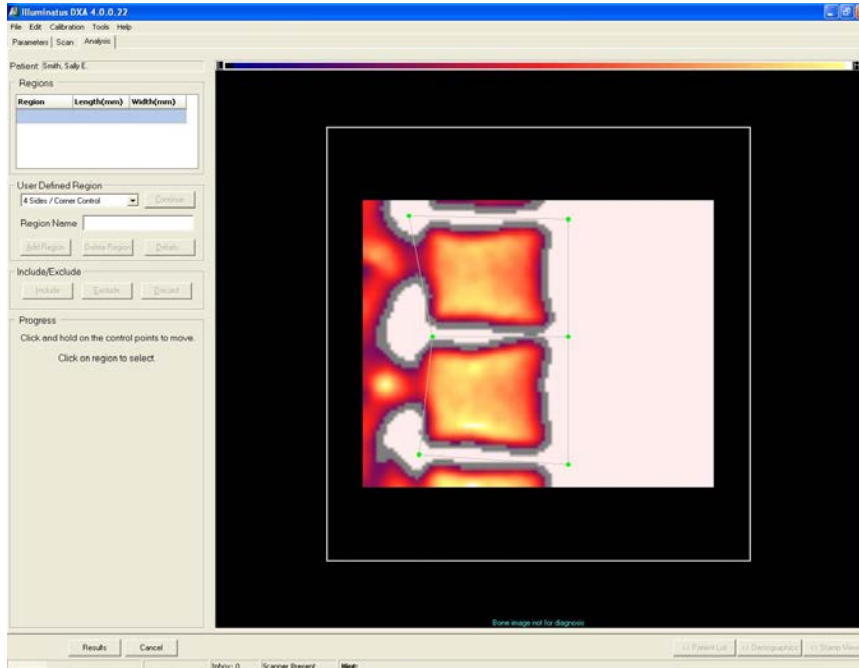 Illuminatus DXA 4.0.0.22
File Edit Calibration Tools Help
Parameters Scan Analysis
Patient: Smith, Sally E.
Regions
Region Length(mm) Width(mm)
User Defined Region
4 Sides / Corner Control Continue
Region Name
Add Region Delete Region Details
Include/Exclude
Include Exclude Discard
Progress
Click and hold on the control points to move.
Click on region to select.
Bone image not for diagnosis
Results Cancel
<< Patient List << Demographics << Stamp View
Inbox: 0 Scanner Present Hint: